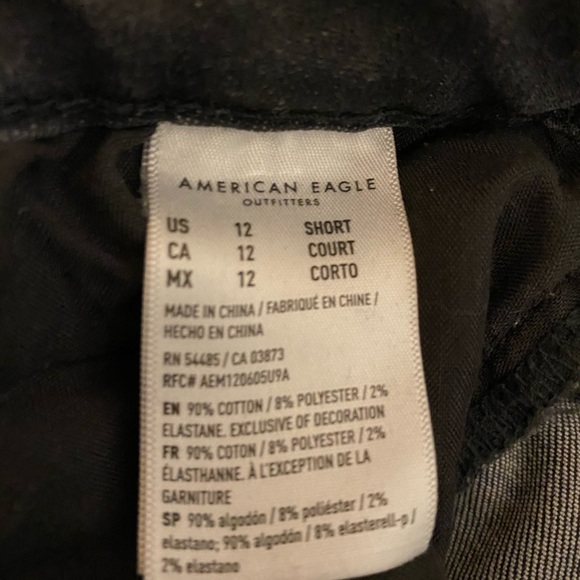 AMERICAN EAGLE
OUTFITTERS
US 12 SHORT
CA 12 COURT
MX 12 CORTO
MADE IN CHINA / FABRIQUÉ EN CHINE /
HECHO EN CHINA
RN 54485 / CA 03873
RFC# AEM120605U9A
EN 90% COTTON / 8% POLYESTER / 2%
ELASTANE. EXCLUSIVE OF DECORATION
FR 90% COTON / 8% POLYESTER / 2%
ÉLASTHANNE. À L'EXCEPTION DE LA
GARNITURE
SP 90% algodón / 8% poliéster / 2%
elastano; 90% algodón / 8% elasterell-p /
2% elastano